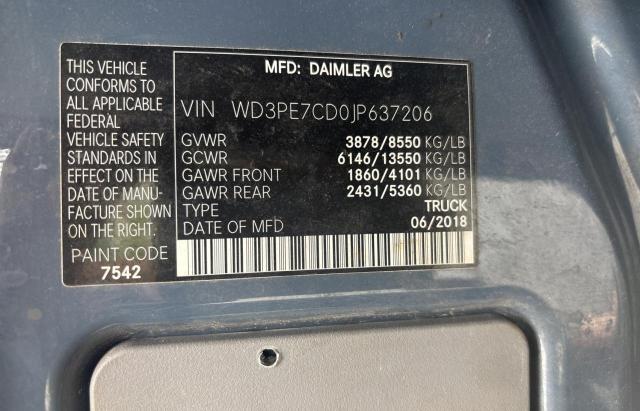 THIS VEHICLE
CONFORMS TO
ALL APPLICABLE
FEDERAL
VEHICLE SAFETY
STANDARDS IN
EFFECT ON THE
DATE OF MANU-
FACTURE SHOWN
ON THE RIGHT.
PAINT CODE
7542
MFD: DAIMLER AG
VIN WD3PE7CD0JP637206
GVWR 3878/8550 KG/LB
GCWR 6146/13550 KG/LB
GAWR FRONT 1860/4101 KG/LB
GAWR REAR 2431/5360 KG/LB
TYPE TRUCK
DATE OF MFD 06/2018